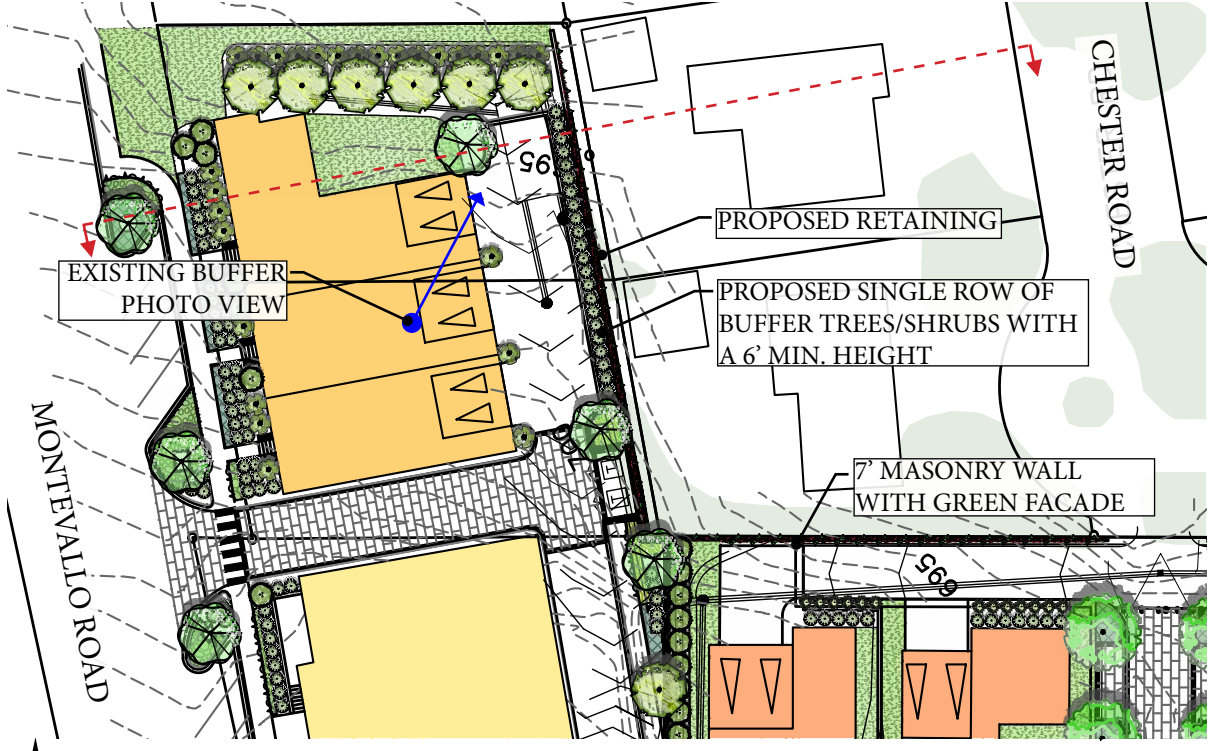 CHESTER ROAD
695
PROPOSED RETAINING
EXISTING BUFFER
PHOTO VIEW
PROPOSED SINGLE ROW OF
BUFFER TREES/SHRUBS WITH
A 6’ MIN. HEIGHT
MONTEVALLO ROAD
7’ MASONRY WALL
WITH GREEN FACADE
695